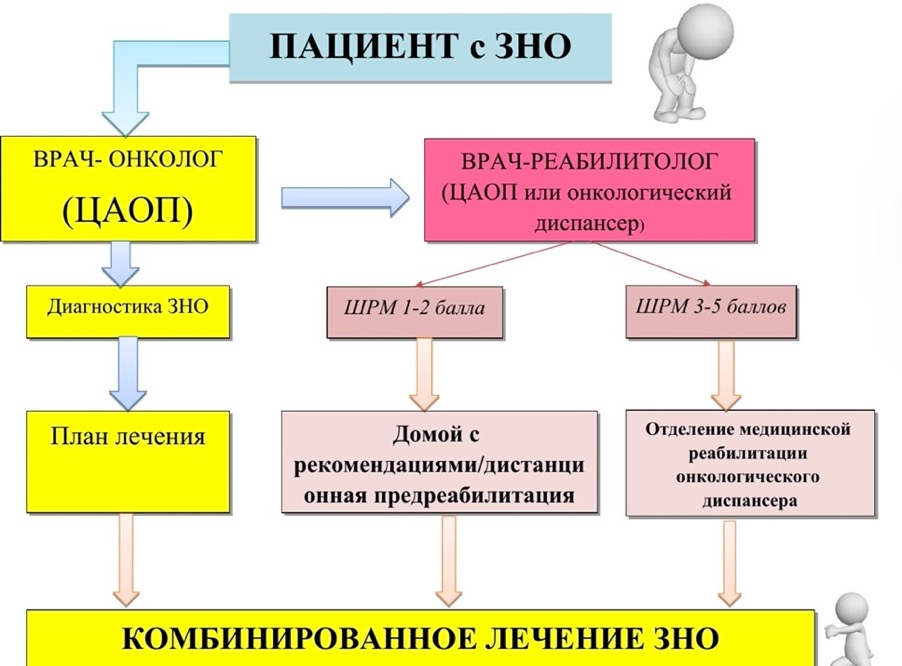 ПАЦИЕНТ с ЗНО
ВРАЧ- ОНКОЛОГ
(ЦАОП)
ВРАЧ-РЕАБИЛИТОЛОГ
(ЦАОП или онкологический
диспансер)
Диагностика ЗНО
ШРМ 1-2 балла
ШРМ 3-5 баллов
План лечения
Домой с
рекомендациями/дистанци
онная предреабилитация
Отделение медицинской
реабилитации
онкологического
диспансера
КОМБИНИРОВАННОЕ ЛЕЧЕНИЕ ЗНО